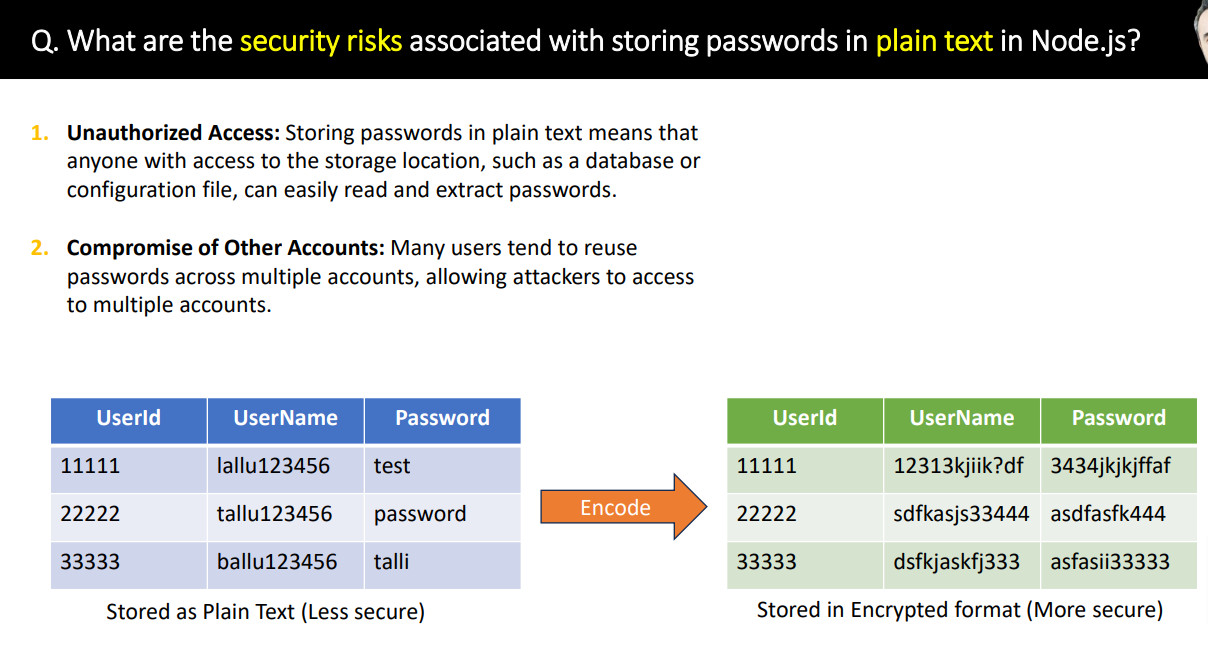 Q. What are the security risks associated with storing passwords in plain text in Node.js?
1. Unauthorized Access: Storing passwords in plain text means that
anyone with access to the storage location, such as a database or
configuration file, can easily read and extract passwords.
2. Compromise of Other Accounts: Many users tend to reuse
passwords across multiple accounts, allowing attackers to access
to multiple accounts.
UserId UserName Password
11111 lallu123456 test
22222 tallu123456 password
33333 ballu123456 talli
Stored as Plain Text (Less secure)
Encode
UserId UserName Password
11111 12313kjiik?df 3434jkjkjffaf
22222 sdfkasjs33444 asdfasfk444
33333 dsfkjaskfj333 asfasii33333
Stored in Encrypted format (More secure)